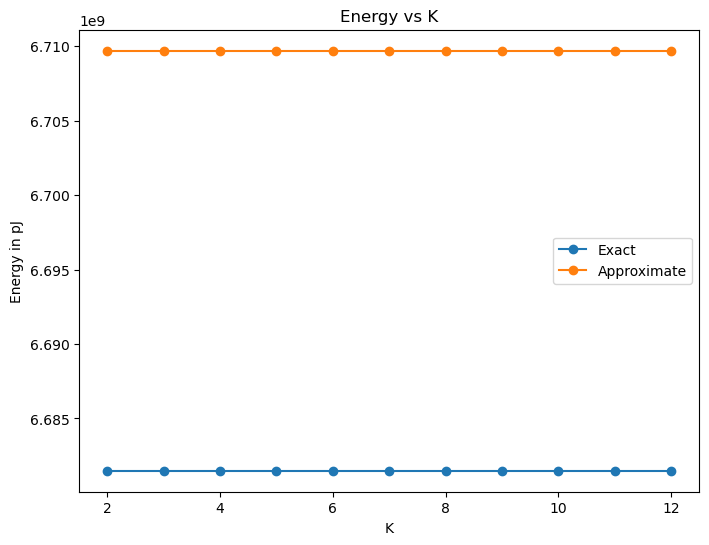 Energy vs K
1e9
6.710
6.705
6.700
6.695
6.690
6.685
Energy in pJ
Exact
Approximate
2
4
6
8
10
12
K